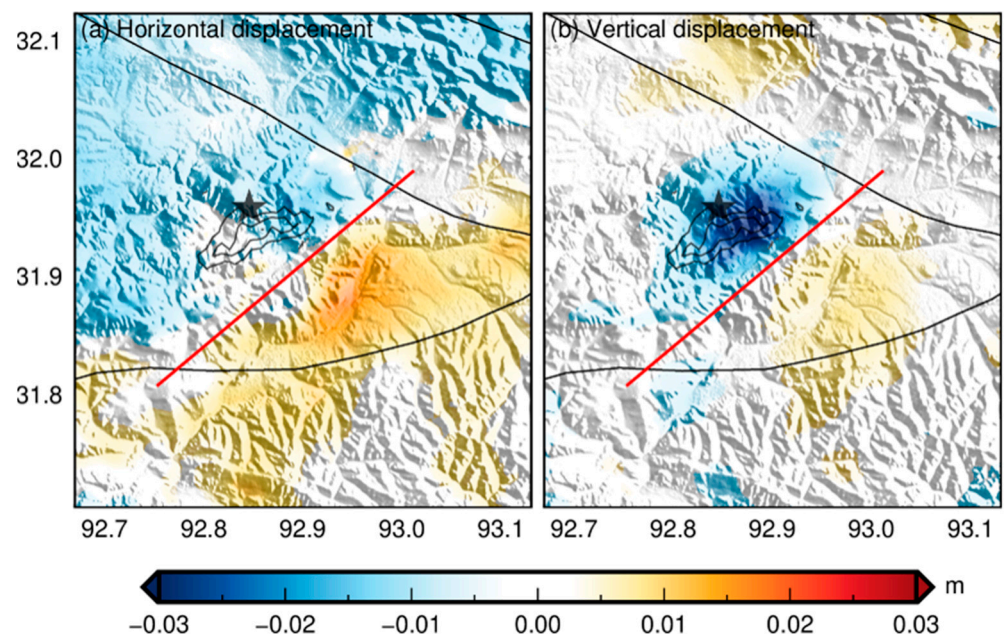 (a) Horizontal displacement
(b) Vertical displacement
32.1
32.0
31.9
31.8
92.7 92.8 92.9 93.0 93.1
92.7 92.8 92.9 93.0 93.1
m
−0.03 −0.02 −0.01 0.00 0.01 0.02 0.03